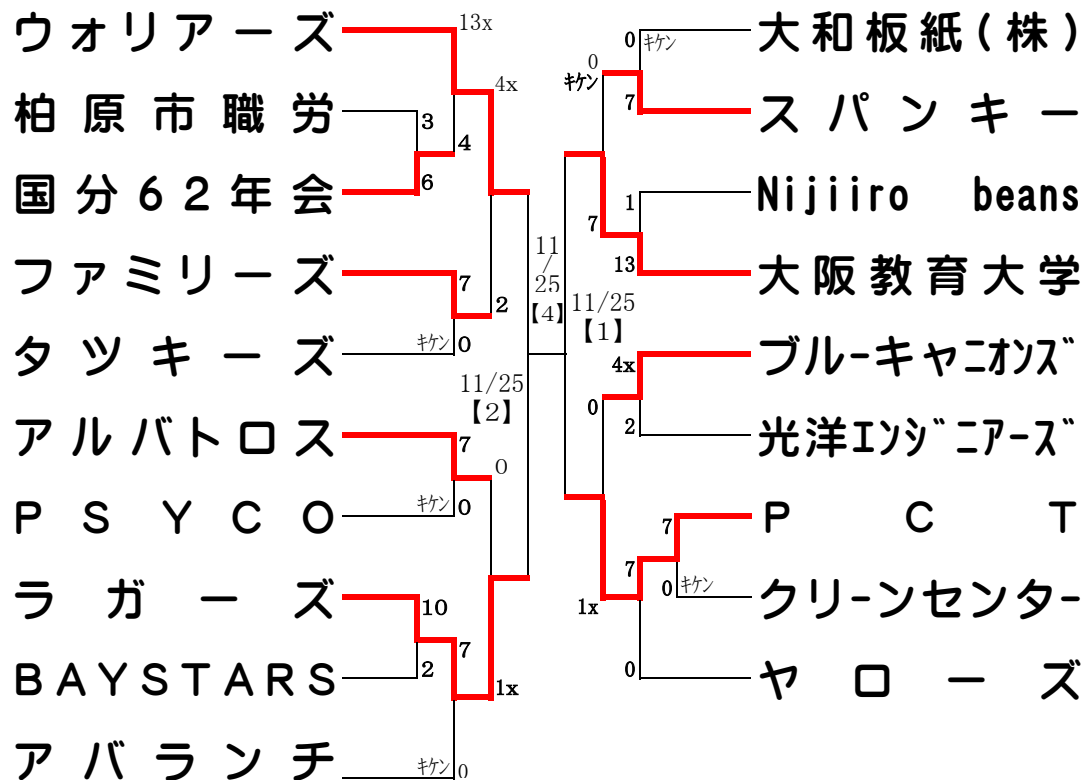 ウォリアーズ
13x
4x
柏原市職労
3
4
国分６２年会
6
ファミリーズ
7
2
タツキーズ
キケン 0
11/25
【2】
アルバトロス
7
0
ＰＳＹＣＯ
キケン 0
ラガーズ
10
7
BAYSTARS
2
1x
アバランチ
キケン 0
11
/
25
【4】
11/25
【1】
大和板紙(株)
0 キケン
0
キケン
7
スパンキー
Nijiiro beans
1
7
13
大阪教育大学
ブルーキャニオンズ
4x
0
2
光洋エンジニアーズ
ＰＣＴ
7
7
0 キケン
クリーンセンター
1x
0
ヤローズ